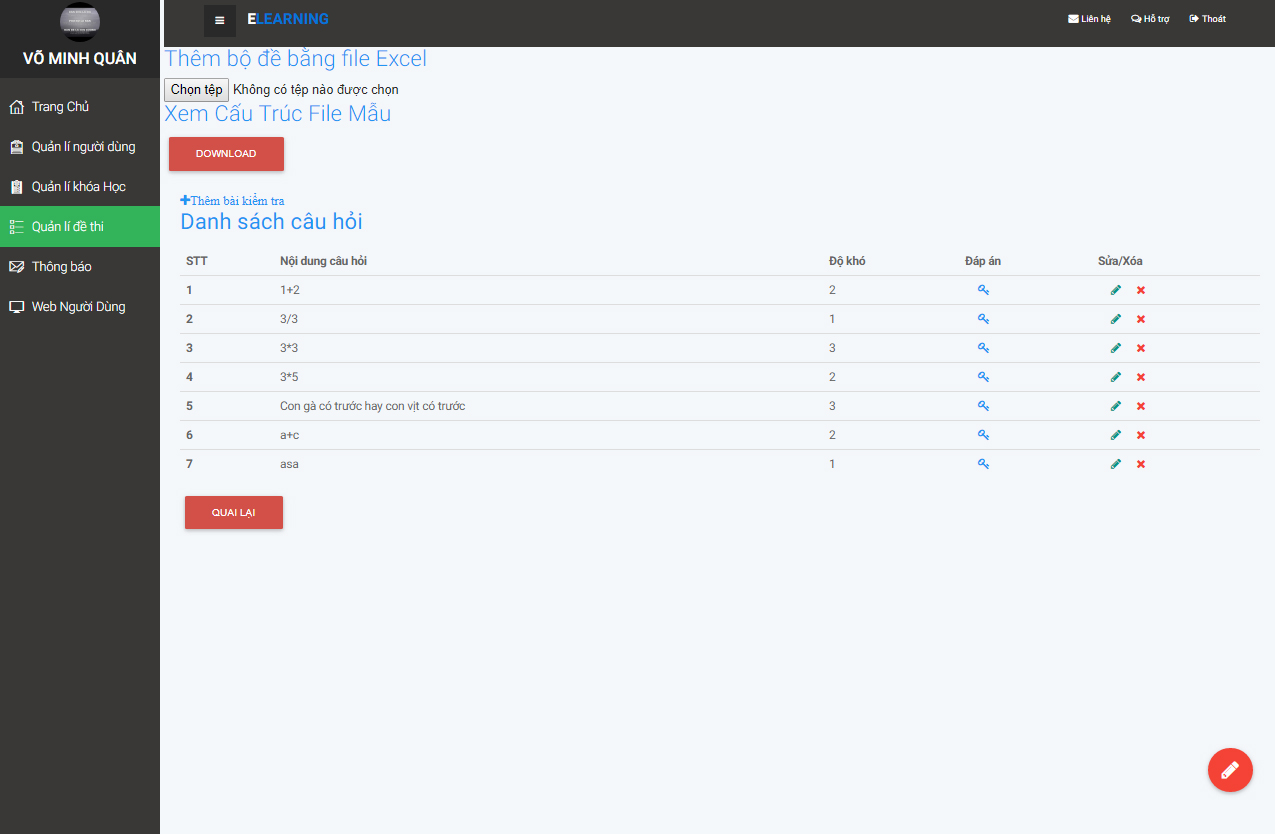 VÕ MINH QUÂN
Trang Chủ
Quản lí người dùng
Quản lí khóa Học
Quản lí đề thi
Thông báo
Web Người Dùng
ELEARNING
Liên hệ Hỗ trợ Thoát
Thêm bộ đề bằng file Excel
Chọn tệp Không có tệp nào được chọn
Xem Cấu Trúc File Mẫu
DOWNLOAD
Thêm bài kiểm tra
Danh sách câu hỏi
STT Nội dung câu hỏi Độ khó Đáp án Sửa/Xóa
1 1+2 2
2 3/3 1
3 3*3 3
4 3*5 2
5 Con gà có trước hay con vịt có trước 3
6 a+c 2
7 asa 1
QUAI LẠI